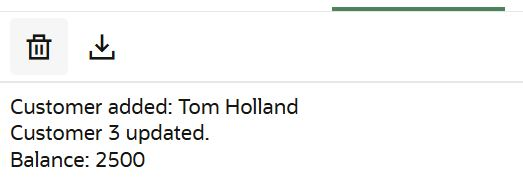 Customer added: Tom Holland
Customer 3 updated.
Balance: 2500